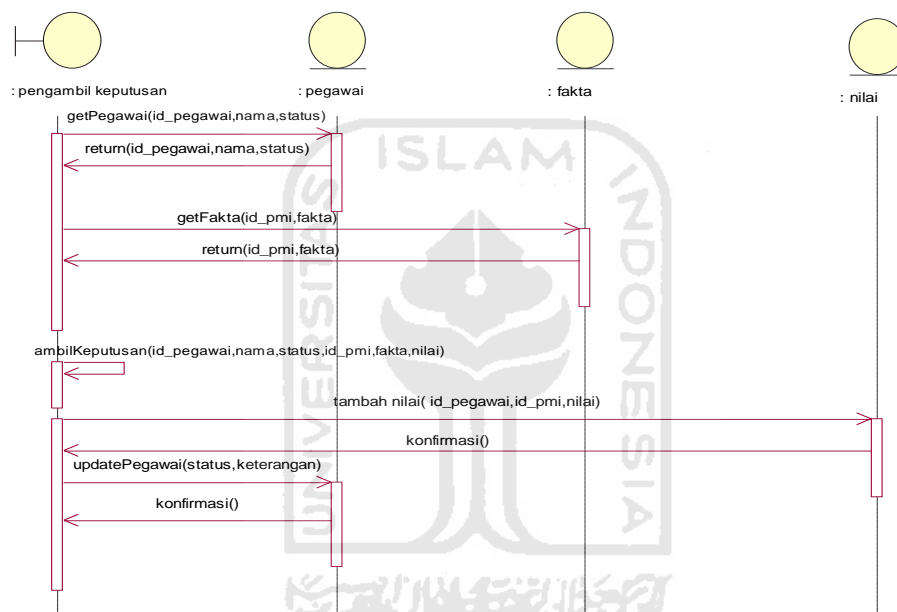 : pengambil keputusan
: pegawai
: fakta
: nilai
getPegawai(id_pegawai,nama,status)
return(id_pegawai,nama,status)
getFakta(id_pmi,fakta)
return(id_pmi,fakta)
ambilKeputusan(id_pegawai,nama,status,id_pmi,fakta,nilai)
tambah nilai( id_pegawai,id_pmi,nilai)
konfirmasi()
updatePegawai(status,keterangan)
konfirmasi()
UNIVERSITAS
ISLAM
INDONESIA